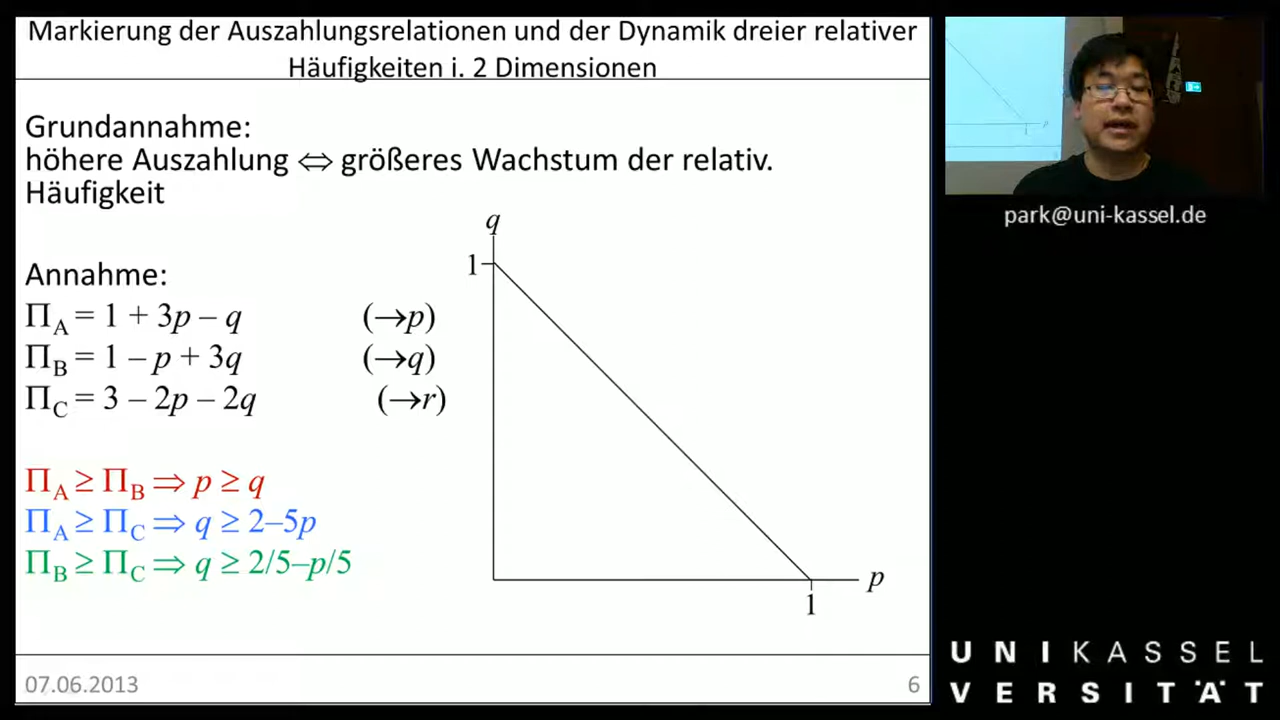 Markierung der Auszahlungsrelationen und der Dynamik dreier relativer
Häufigkeiten i. 2 Dimensionen
Grundannahme:
höhere Auszahlung ⇔ größeres Wachstum der relativ.
Häufigkeit
Annahme:
Π_A = 1 + 3p – q (→p)
Π_B = 1 – p + 3q (→q)
Π_C = 3 – 2p – 2q (→r)
Π_A ≥ Π_B ⇒ p ≥ q
Π_A ≥ Π_C ⇒ q ≥ 2–5p
Π_B ≥ Π_C ⇒ q ≥ 2/5–p/5
q
1
p
1
07.06.2013
6
park@uni-kassel.de
UNIKASSEL
VERSITÄT